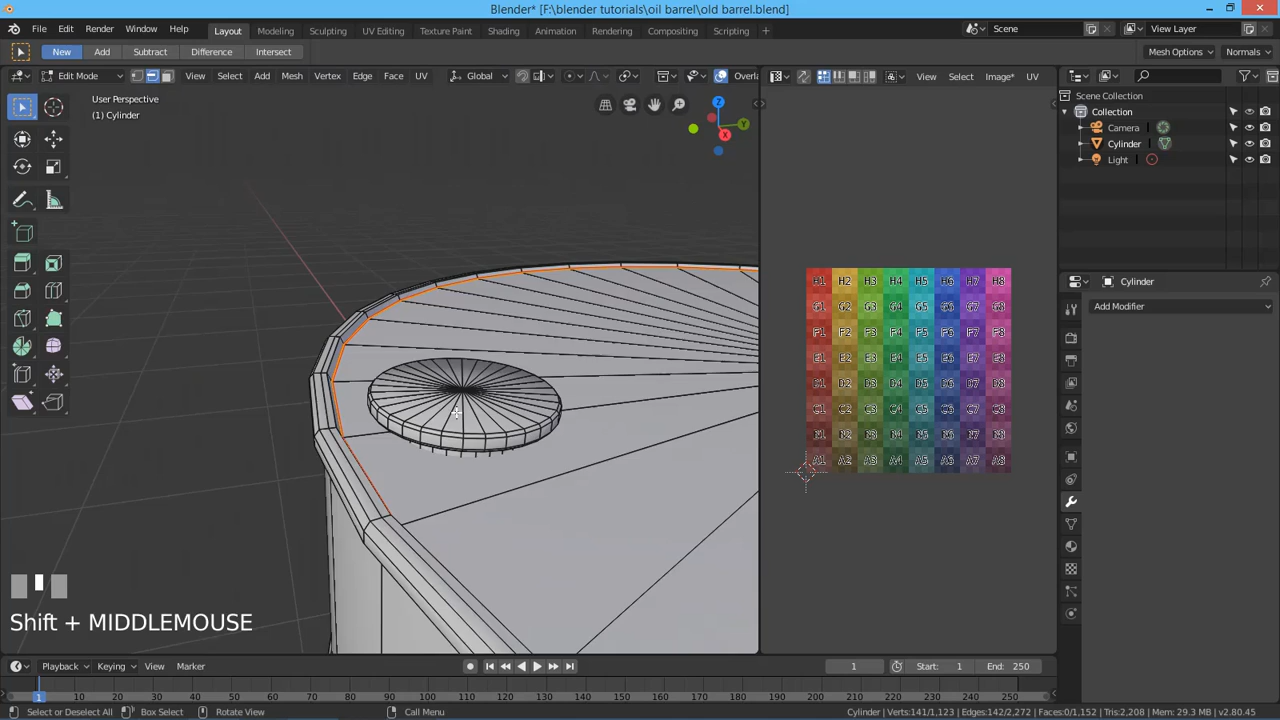 Blender* [F:\blender tutorials\oil barrel\old barrel.blend]
File Edit Render Window Help Layout Modeling Sculpting UV Editing Texture Paint Shading Animation Rendering Compositing Scripting + Scene View Layer
New Add Subtract Difference Intersect Mesh Options Normals
Edit Mode View Select Add Mesh Vertex Edge Face UV Global Overla View Select Image* UV
User Perspective
(1) Cylinder
Z
Y
X
Scene Collection
Collection
Camera
Cylinder
Light
Cylinder
Add Modifier
H1 H2 H3 H4 H5 H6 H7 H8
G1 G2 G3 G4 G5 G6 G7 G8
F1 F2 F3 F4 F5 F6 F7 F8
E1 E2 E3 E4 E5 E6 E7 E8
D1 D2 D3 D4 D5 D6 D7 D8
C1 C2 C3 C4 C5 C6 C7 C8
B1 B2 B3 B4 B5 B6 B7 B8
A1 A2 A3 A4 A5 A6 A7 A8
Shift + MIDDLEMOUSE
Playback Keying View Marker 1 Start: 1 End: 250
1 10 20 30 40 50 60 70 80 90 100 110 120 130 140 150 160 170 180 190 200 210 220 230 240 250
Select or Deselect All Box Select Rotate View Call Menu Cylinder | Verts:141/1,123 | Edges:142/2,272 | Faces:0/1,152 | Tris:2,208 | Mem: 29.3 MB | v2.80.45